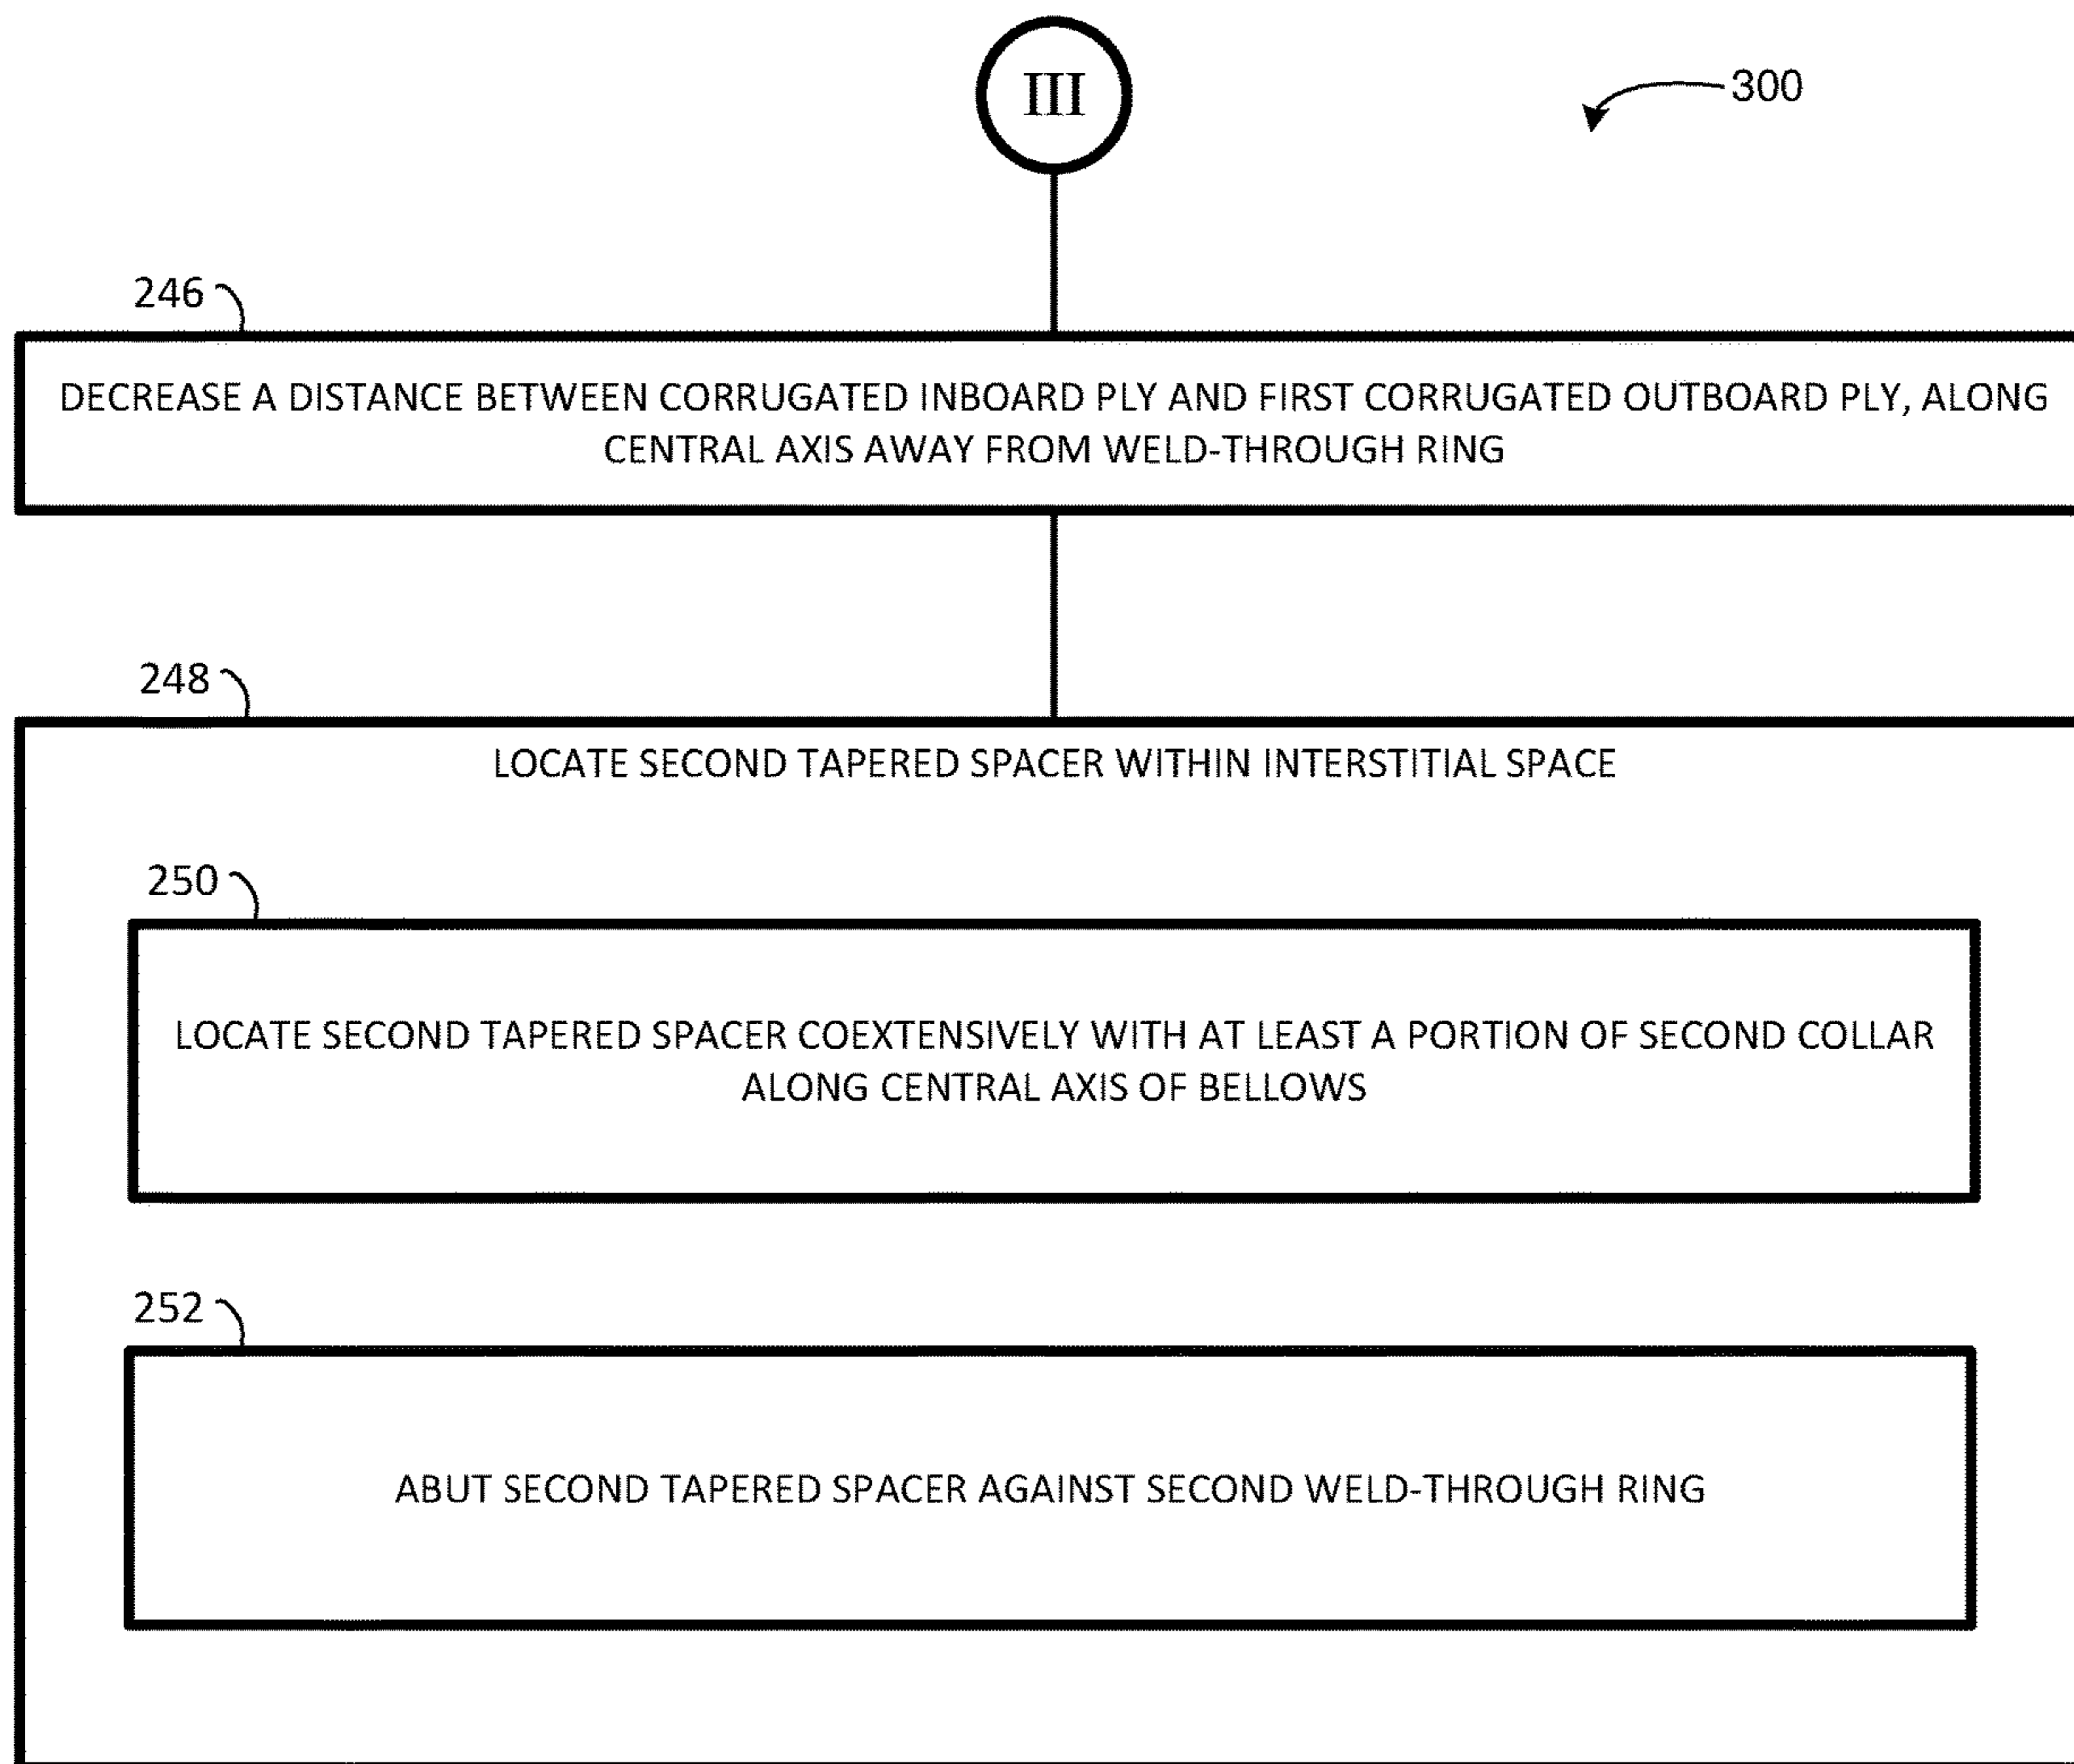 III
300
246
DECREASE A DISTANCE BETWEEN CORRUGATED INBOARD PLY AND FIRST CORRUGATED OUTBOARD PLY, ALONG
CENTRAL AXIS AWAY FROM WELD-THROUGH RING
248
LOCATE SECOND TAPERED SPACER WITHIN INTERSTITIAL SPACE
250
LOCATE SECOND TAPERED SPACER COEXTENSIVELY WITH AT LEAST A PORTION OF SECOND COLLAR
ALONG CENTRAL AXIS OF BELLOWS
252
ABUT SECOND TAPERED SPACER AGAINST SECOND WELD-THROUGH RING